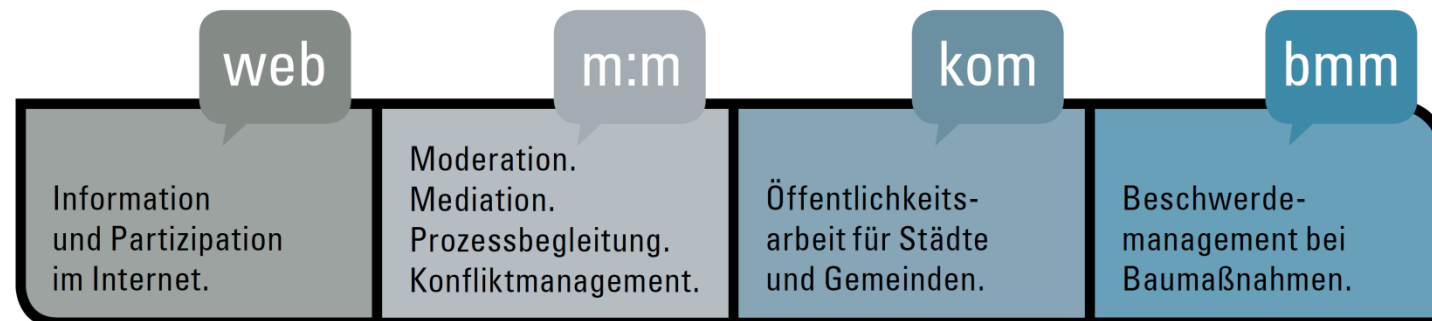 web
Information
und Partizipation
im Internet.
m:m
Moderation.
Mediation.
Prozessbegleitung.
Konfliktmanagement.
kom
Öffentlichkeits-
arbeit für Städte
und Gemeinden.
bmm
Beschwerde-
management bei
Baumaßnahmen.